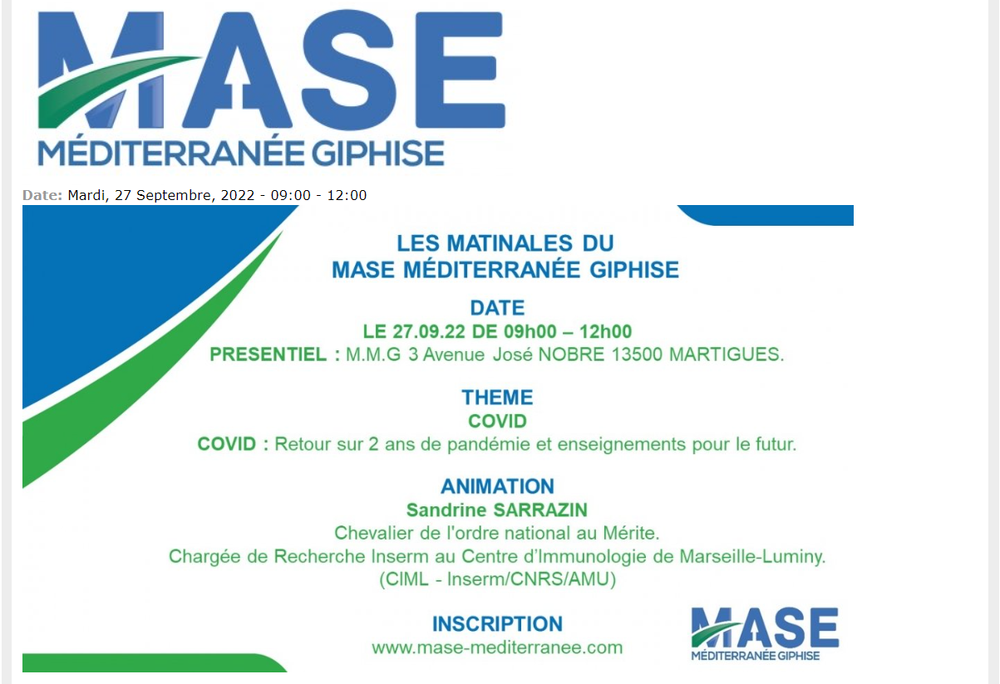 MASE
MÉDITERRANÉE GIPHISE
Date: Mardi, 27 Septembre, 2022 - 09:00 - 12:00
LES MATINALES DU
MASE MÉDITERRANÉE GIPHISE
DATE
LE 27.09.22 DE 09h00 – 12h00
PRESENTIEL : M.M.G 3 Avenue José NOBRE 13500 MARTIGUES.
THEME
COVID
COVID : Retour sur 2 ans de pandémie et enseignements pour le futur.
ANIMATION
Sandrine SARRAZIN
Chevalier de l'ordre national au Mérite.
Chargée de Recherche Inserm au Centre d'Immunologie de Marseille-Luminy.
(CIML - Inserm/CNRS/AMU)
INSCRIPTION
www.mase-mediterranee.com
MASE
MÉDITERRANÉE GIPHISE